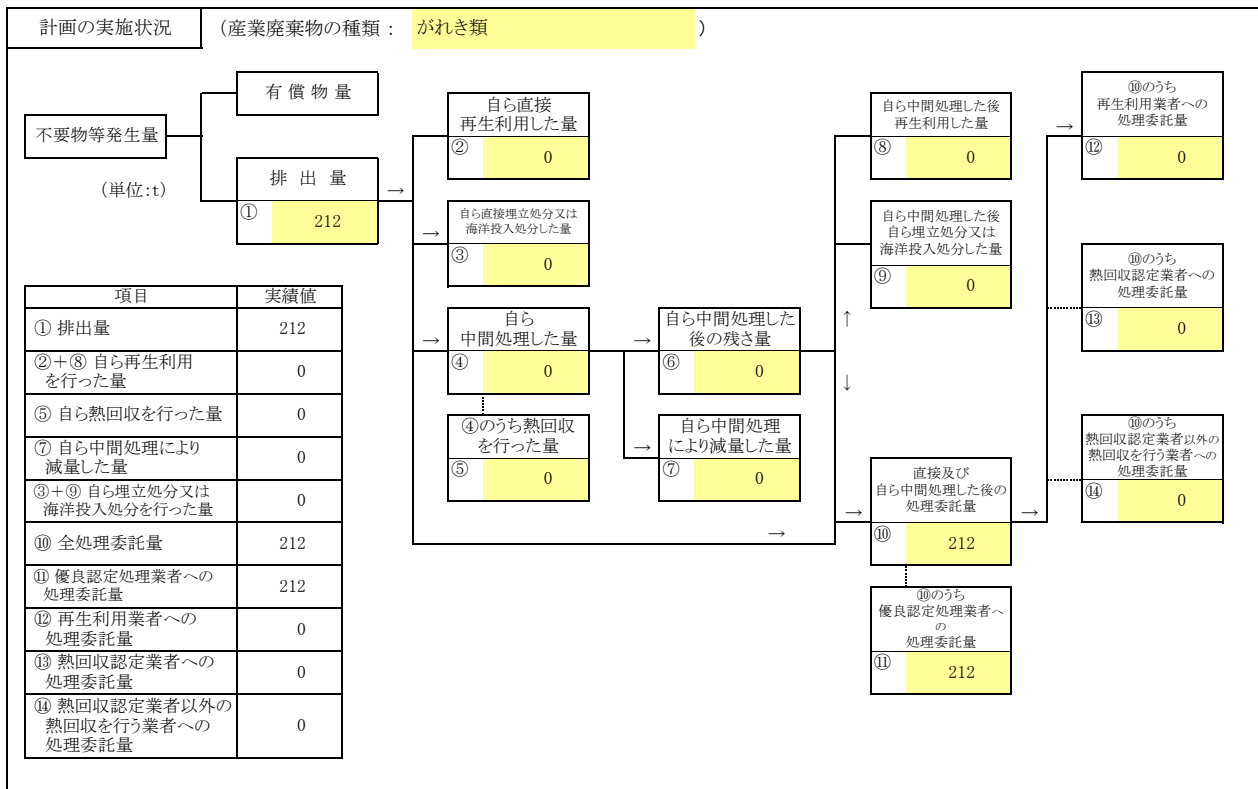 計画の実施状況
(産業廃棄物の種類： がれき類 )
不要物等発生量
(単位:t)
有 償 物 量
排 出 量
→
①
212
自ら直接
再生利用した量
②
0
→
自ら直接埋立処分又は
海洋投入処分した量
③
0
→
自ら
中間処理した量
④
0
④のうち熱回収
を行った量
⑤
0
→
自ら中間処理した
後の残さ量
⑥
0
→
自ら中間処理
により減量した量
⑦
0
→
自ら中間処理した後
再生利用した量
⑧
0
自ら中間処理した後
自ら埋立処分又は
海洋投入処分した量
⑨
0
↑
↓
→
直接及び
自ら中間処理した後の
処理委託量
⑩
212
→
⑩のうち
優良認定処理業者へ
の
処理委託量
⑪
212
→
⑩のうち
再生利用業者への
処理委託量
⑫
0
⑩のうち
熱回収認定業者への
処理委託量
⑬
0
⑩のうち
熱回収認定業者以外の
熱回収を行う業者への
処理委託量
⑭
0
項目 実績値
① 排出量 212
②＋⑧ 自ら再生利用
を行った量 0
⑤ 自ら熱回収を行った量 0
⑦ 自ら中間処理により
減量した量 0
③＋⑨ 自ら埋立処分又は
海洋投入処分を行った量 0
⑩ 全処理委託量 212
⑪ 優良認定処理業者への
処理委託量 212
⑫ 再生利用業者への
処理委託量 0
⑬ 熱回収認定業者への
処理委託量 0
⑭ 熱回収認定業者以外の
熱回収を行う業者への
処理委託量 0